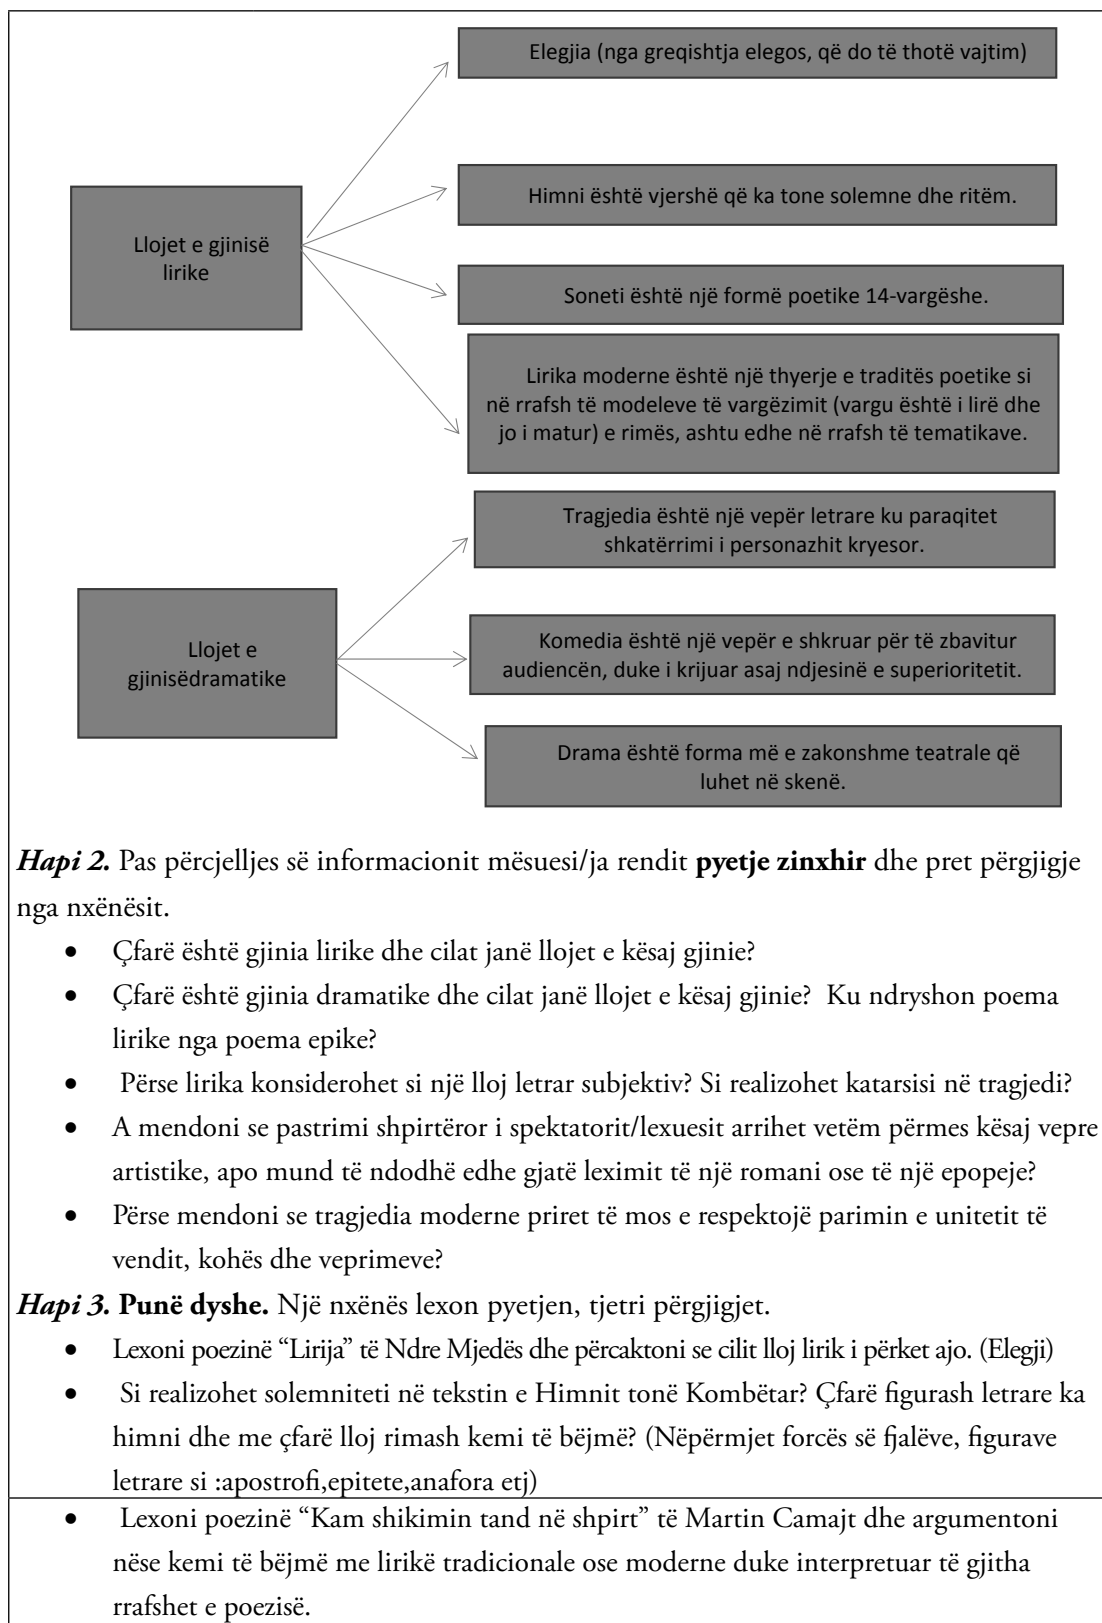 Elegjia (nga greqishtja elegos, që do të thotë vajtim)
Himni është vjershë që ka tone solemne dhe ritëm.
Llojet e gjinisë
lirike
Soneti është një formë poetike 14-vargëshe.
Lirika moderne është një thyerje e traditës poetike si
në rrafsh të modeleve të vargëzimit (vargu është i lirë dhe
jo i matur) e rimës, ashtu edhe në rrafsh të tematikave.
Tragjedia është një vepër letrare ku paraqitet
shkatërrimi i personazhit kryesor.
Llojet e
gjinisëdramatike
Komedia është një vepër e shkruar për të zbavitur
audiencën, duke i krijuar asaj ndjesinë e superioritetit.
Drama është forma më e zakonshme teatrale që
luhet në skenë.
Hapi 2. Pas përcjelljes së informacionit mësuesi/ja rendit pyetje zinxhir dhe pret përgjigje
nga nxënësit.
• Çfarë është gjinia lirike dhe cilat janë llojet e kësaj gjinie?
• Çfarë është gjinia dramatike dhe cilat janë llojet e kësaj gjinie? Ku ndryshon poema
lirike nga poema epike?
• Përse lirika konsiderohet si një lloj letrar subjektiv? Si realizohet katarsisi në tragjedi?
• A mendoni se pastrimi shpirtëror i spektatorit/lexuesit arrihet vetëm përmes kësaj vepre
artistike, apo mund të ndodhë edhe gjatë leximit të një romani ose të një epopeje?
• Përse mendoni se tragjedia moderne priret të mos e respektojë parimin e unitetit të
vendit, kohës dhe veprimeve?
Hapi 3. Punë dyshe. Një nxënës lexon pyetjen, tjetri përgjigjet.
• Lexoni poezinë “Lirija” të Ndre Mjedës dhe përcaktoni se cilit lloj lirik i përket ajo. (Elegji)
• Si realizohet solemniteti në tekstin e Himnit tonë Kombëtar? Çfarë figurash letrare ka
himni dhe me çfarë lloj rimash kemi të bëjmë? (Nëpërmjet forcës së fjalëve, figurave
letrare si :apostrofi,epitete,anafora etj)
• Lexoni poezinë “Kam shikimin tand në shpirt” të Martin Camajt dhe argumentoni
nëse kemi të bëjmë me lirikë tradicionale ose moderne duke interpretuar të gjitha
rrafshet e poezisë.